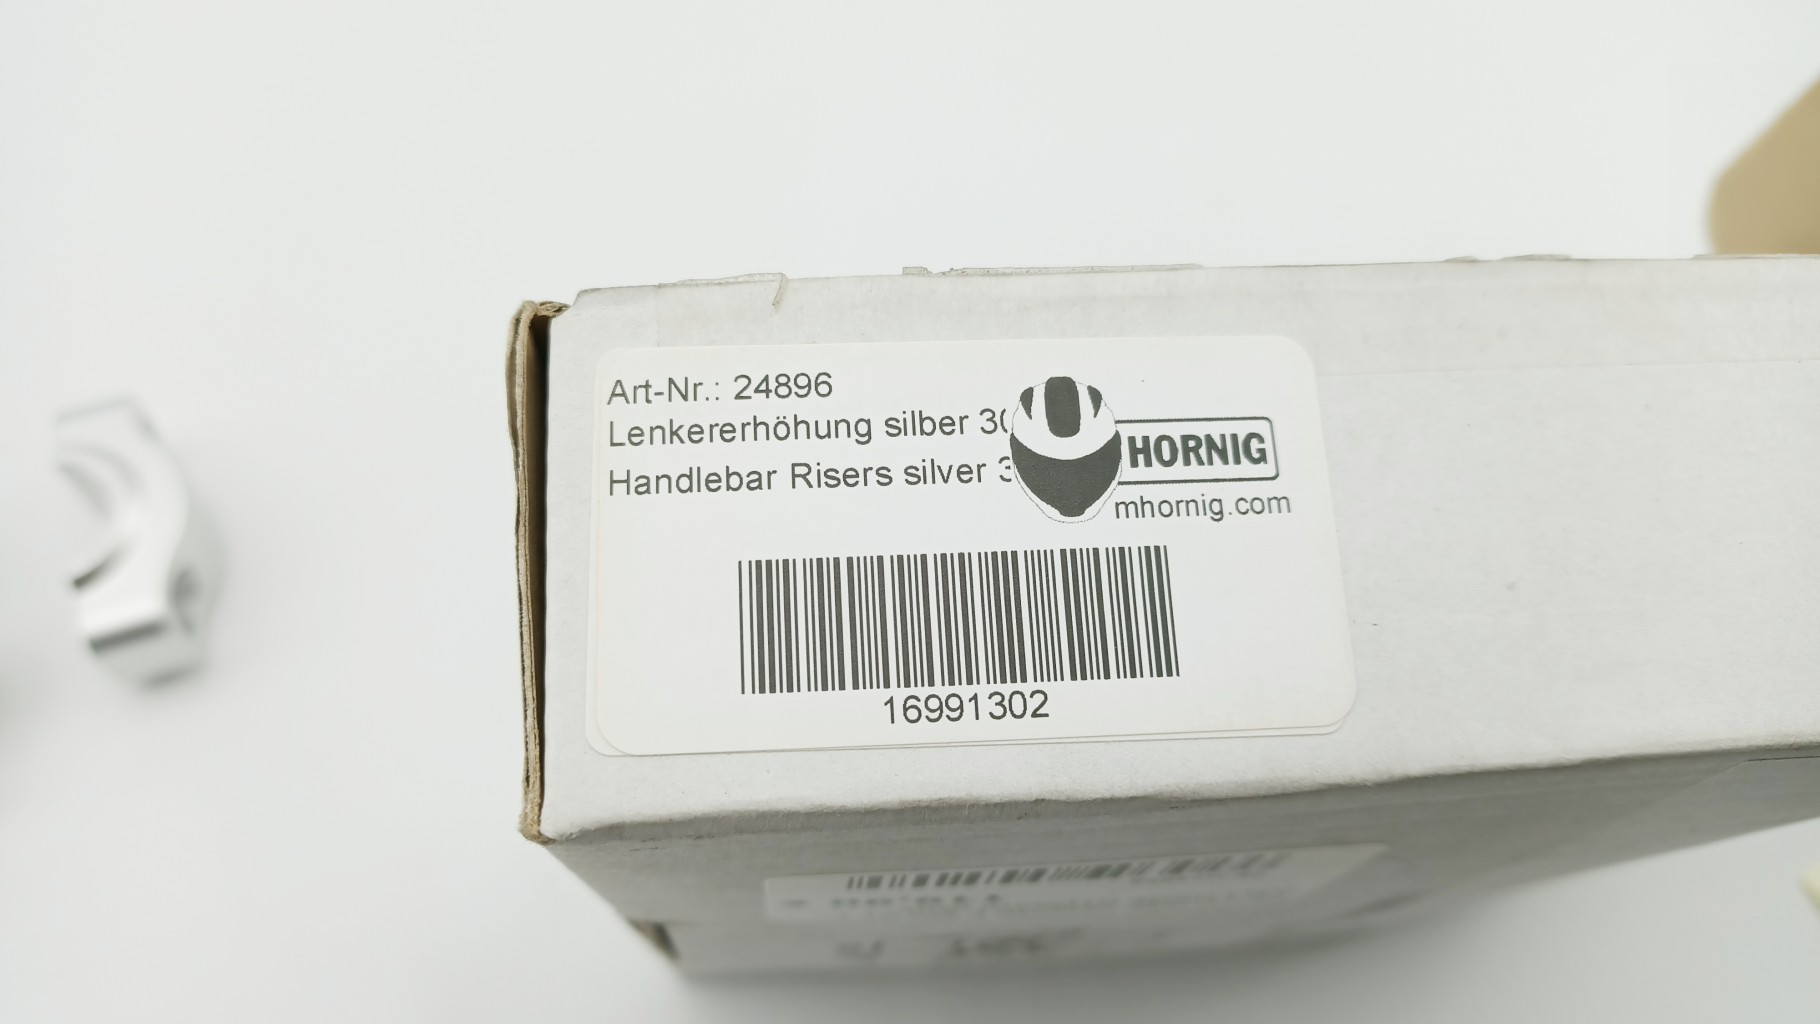 Art-Nr.: 24896
Lenkererhöhung silber 30
Handlebar Risers silver 3
HORNIG
mhornig.com
16991302